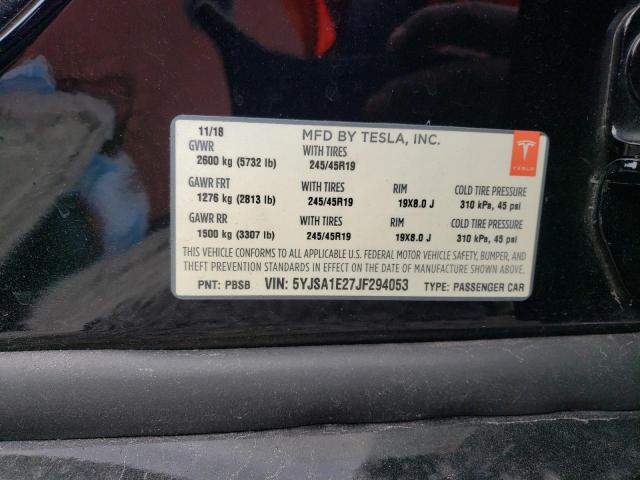 11/18 MFD BY TESLA, INC.
GVWR WITH TIRES
2600 kg (5732 lb) 245/45R19
TESLA
GAWR FRT WITH TIRES RIM COLD TIRE PRESSURE
1276 kg (2813 lb) 245/45R19 19X8.0 J 310 kPa, 45 psi
GAWR RR WITH TIRES RIM COLD TIRE PRESSURE
1500 kg (3307 lb) 245/45R19 19X8.0 J 310 kPa, 45 psi
THIS VEHICLE CONFORMS TO ALL APPLICABLE U.S. FEDERAL MOTOR VEHICLE SAFETY, BUMPER, AND
THEFT PREVENTION STANDARDS IN EFFECT ON THE DATE OF MANUFACTURE SHOWN ABOVE.
PNT: PBSB VIN: 5YJSA1E27JF294053 TYPE: PASSENGER CAR